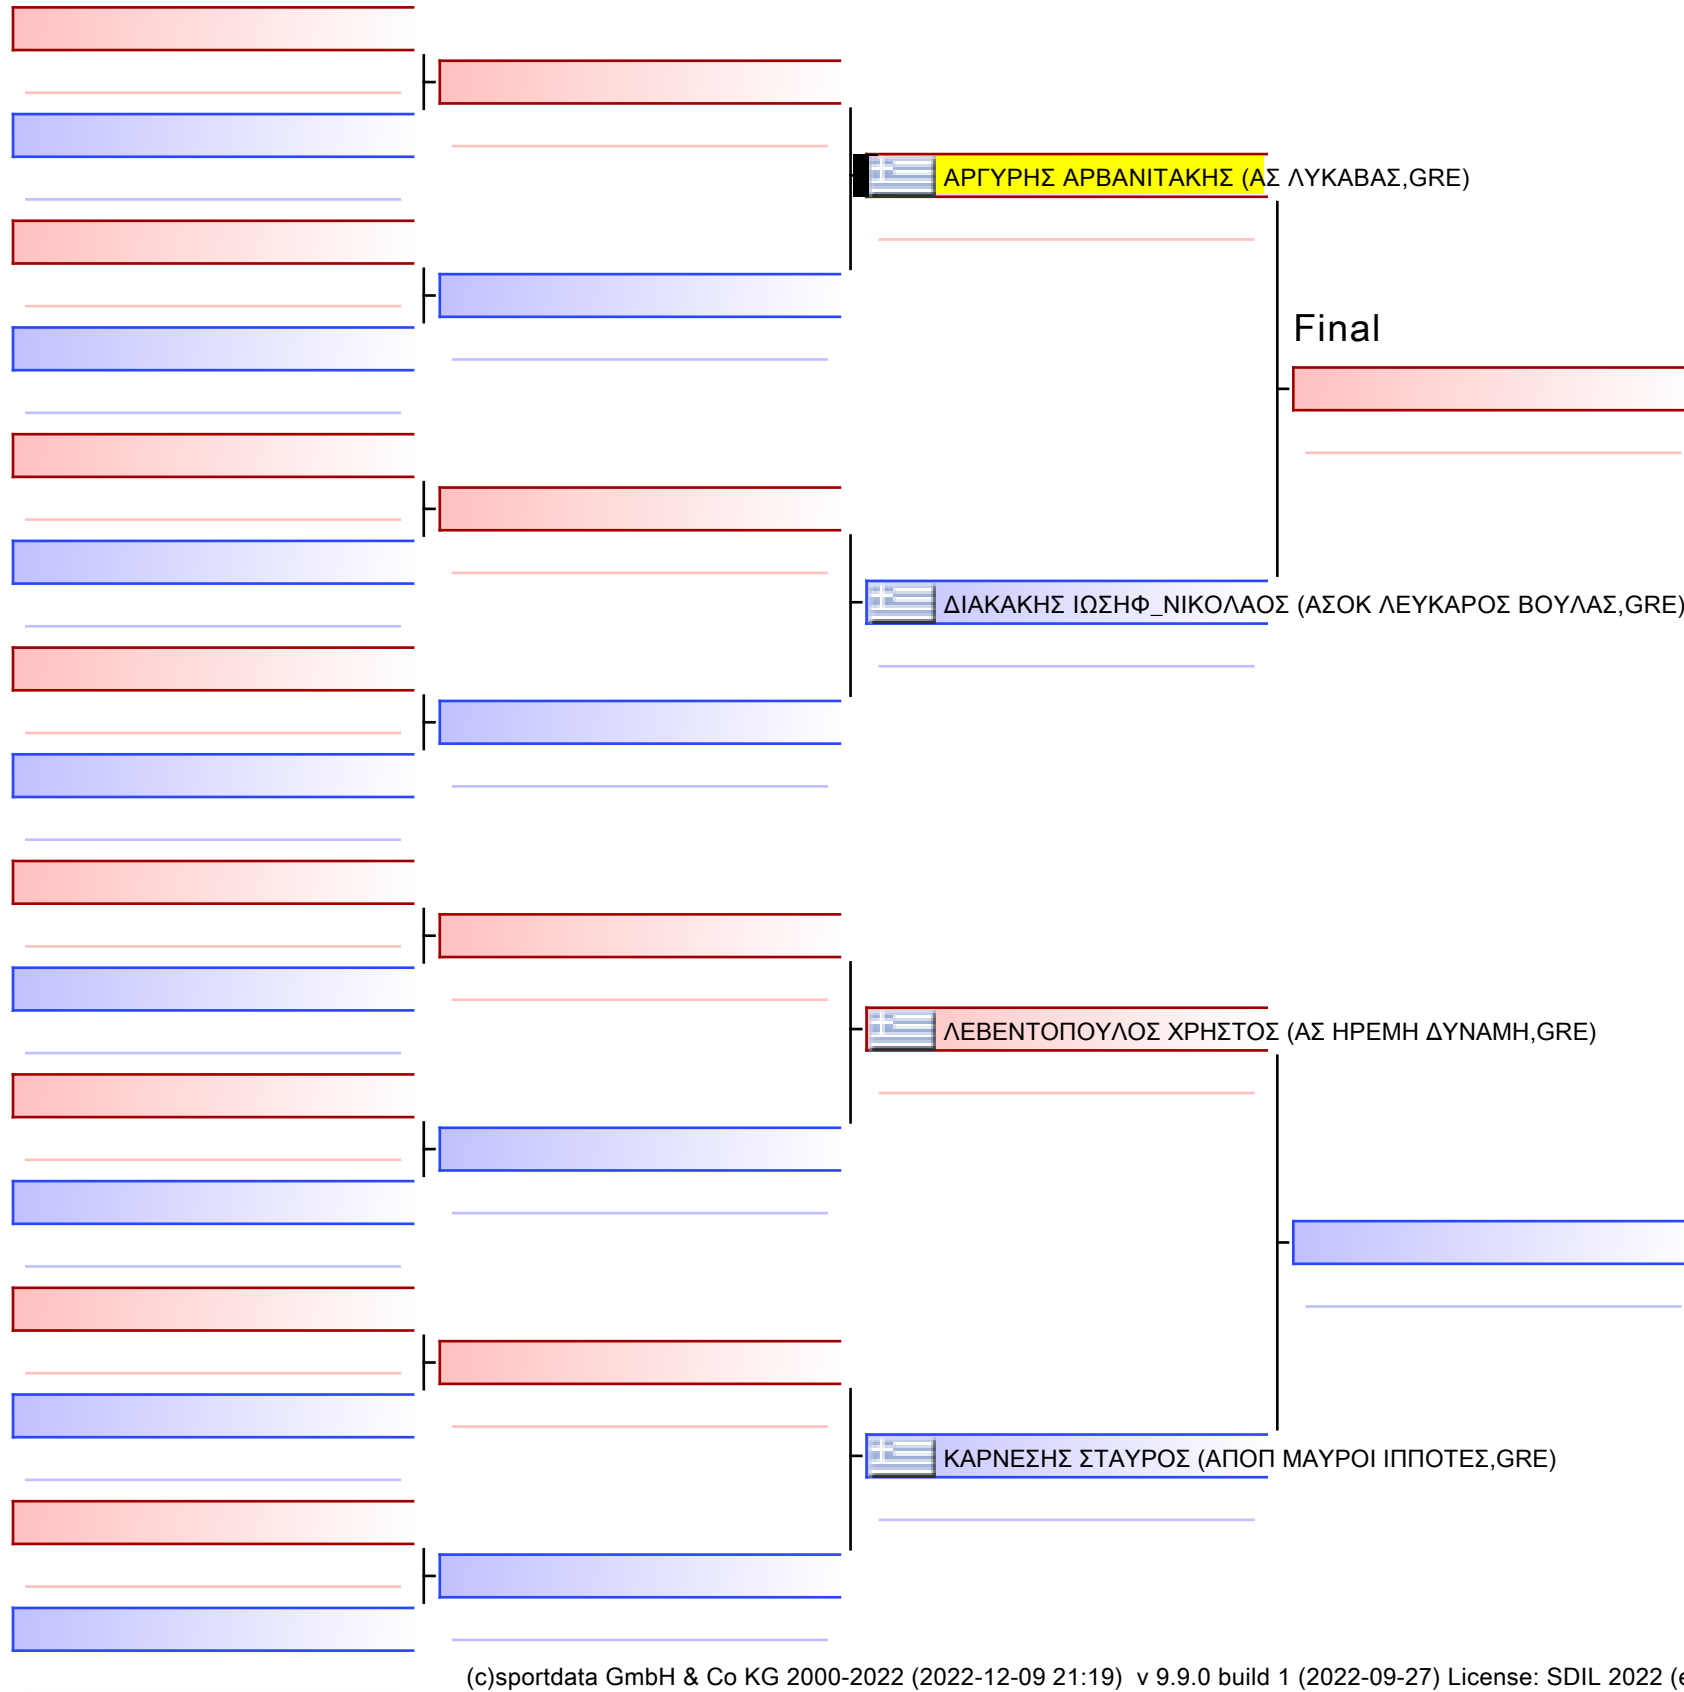 ΑΡΓΥΡΗΣ ΑΡΒΑΝΙΤΑΚΗΣ (ΑΣ ΛΥΚΑΒΑΣ,GRE)
Final
ΔΙΑΚΑΚΗΣ ΙΩΣΗΦ_ΝΙΚΟΛΑΟΣ (ΑΣΟΚ ΛΕΥΚΑΡΟΣ ΒΟΥΛΑΣ,GRE)
ΛΕΒΕΝΤΟΠΟΥΛΟΣ ΧΡΗΣΤΟΣ (ΑΣ ΗΡΕΜΗ ΔΥΝΑΜΗ,GRE)
ΚΑΡΝΕΣΗΣ ΣΤΑΥΡΟΣ (ΑΠΟΠ ΜΑΥΡΟΙ ΙΠΠΟΤΕΣ,GRE)
(c)sportdata GmbH & Co KG 2000-2022 (2022-12-09 21:19) v 9.9.0 build 1 (2022-09-27) License: SDIL 2022 (